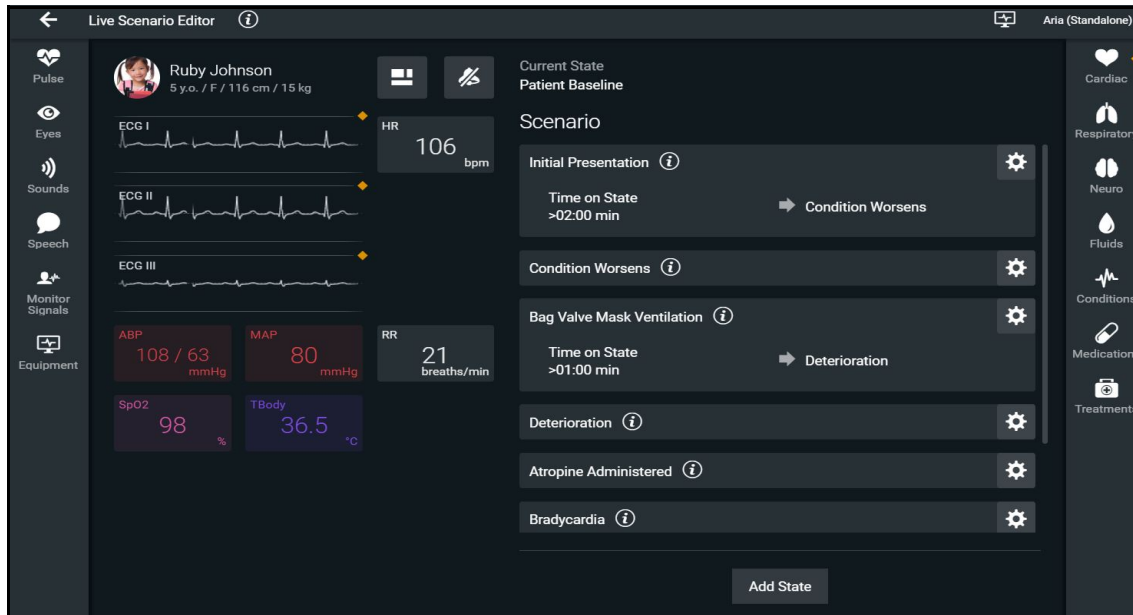 Live Scenario Editor
Aria (Standalone)
Pulse
Eyes
Sounds
Speech
Monitor
Signals
Equipment
Ruby Johnson
5 y.o. / F / 116 cm / 15 kg
ECG I
HR
106
bpm
ECG II
ECG III
ABP
108 / 63
mmHg
MAP
80
mmHg
RR
21
breaths/min
SpO2
98
%
TBody
36.5
°C
Current State
Patient Baseline
Scenario
Initial Presentation
Time on State
>02:00 min
Condition Worsens
Condition Worsens
Bag Valve Mask Ventilation
Time on State
>01:00 min
Deterioration
Deterioration
Atropine Administered
Bradycardia
Add State
Cardiac
Respirator
Neuro
Fluids
Conditions
Medication
Treatment